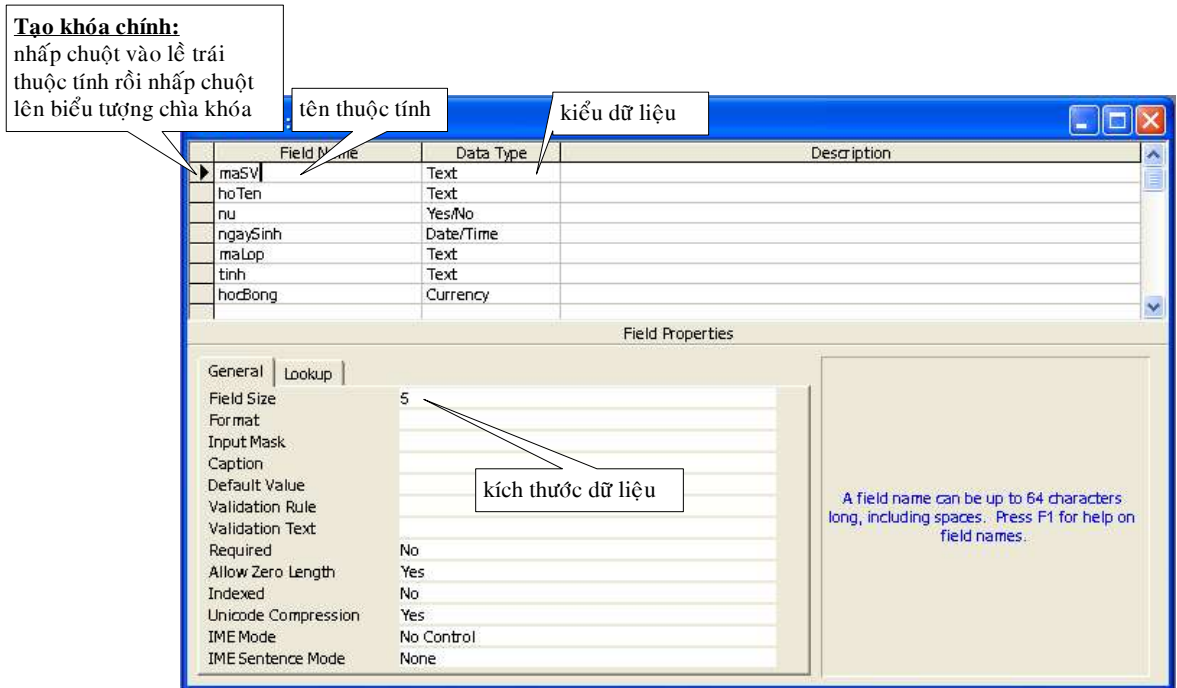 Tạo khóa chính:
nhấp chuột vào lề trái
thuộc tính rồi nhấp chuột
lên biểu tượng chìa khóa
tên thuộc tính
kiểu dữ liệu
:
Field Name Data Type Description
maSV Text
hoTen Text
nu Yes/No
ngaySinh Date/Time
maLop Text
tinh Text
hocBong Currency
Field Properties
General Lookup
Field Size 5
Format
Input Mask
Caption
Default Value
kích thước dữ liệu
Validation Rule
Validation Text
Required No
Allow Zero Length Yes
Indexed No
Unicode Compression Yes
IME Mode No Control
IME Sentence Mode None
A field name can be up to 64 characters
long, including spaces. Press F1 for help on
field names.